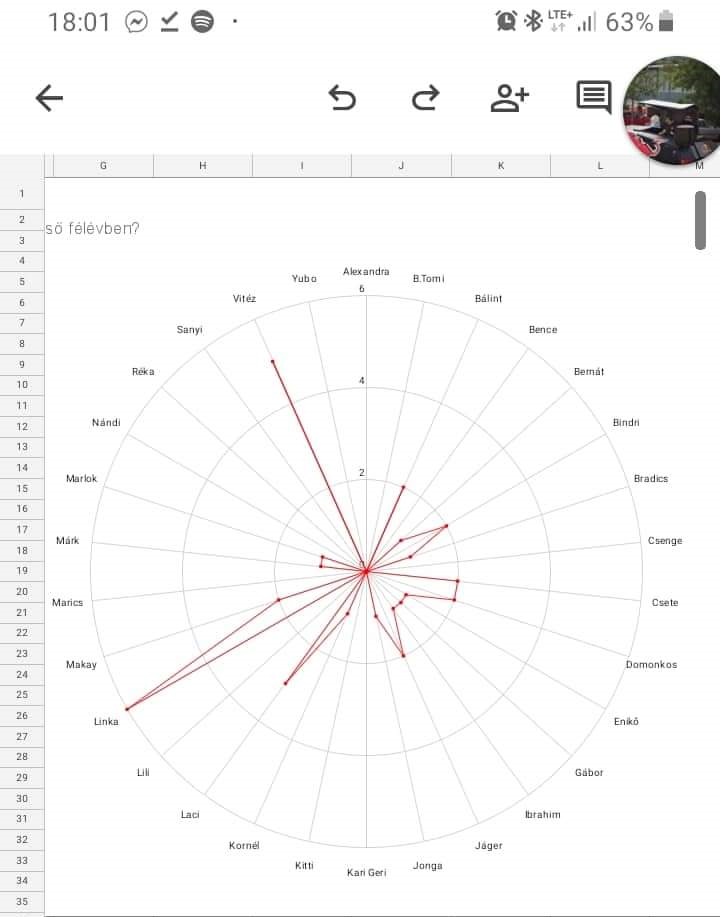 18:01 LTE+ 63%
G H I J K L M
1
2
ső félévben?
3
4
5
6
7
8
9
10
11
12
13
14
15
16
17
18
19
20
21
22
23
24
25
26
27
28
29
30
31
32
33
34
35
Alexandra
B.Tomi
Bálint
Bence
Bernát
Bindri
Bradics
Csenge
Csete
Domonkos
Enikő
Gábor
Ibrahim
Jáger
Jonga
Kari Geri
Kitti
Kornél
Laci
Lili
Linka
Makay
Marics
Márk
Marlok
Nándi
Réka
Sanyi
Vitéz
Yubo
6
4
2
0